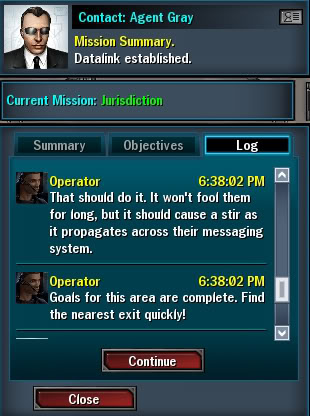 Contact: Agent Gray
Mission Summary.
Datalink established.
Current Mission: Jurisdiction
Summary Objectives Log
Operator 6:38:02 PM
That should do it. It won't fool them
for long, but it should cause a stir as
it propagates across their messaging
system.
Operator 6:38:02 PM
Goals for this area are complete. Find
the nearest exit quickly!
Continue
Close